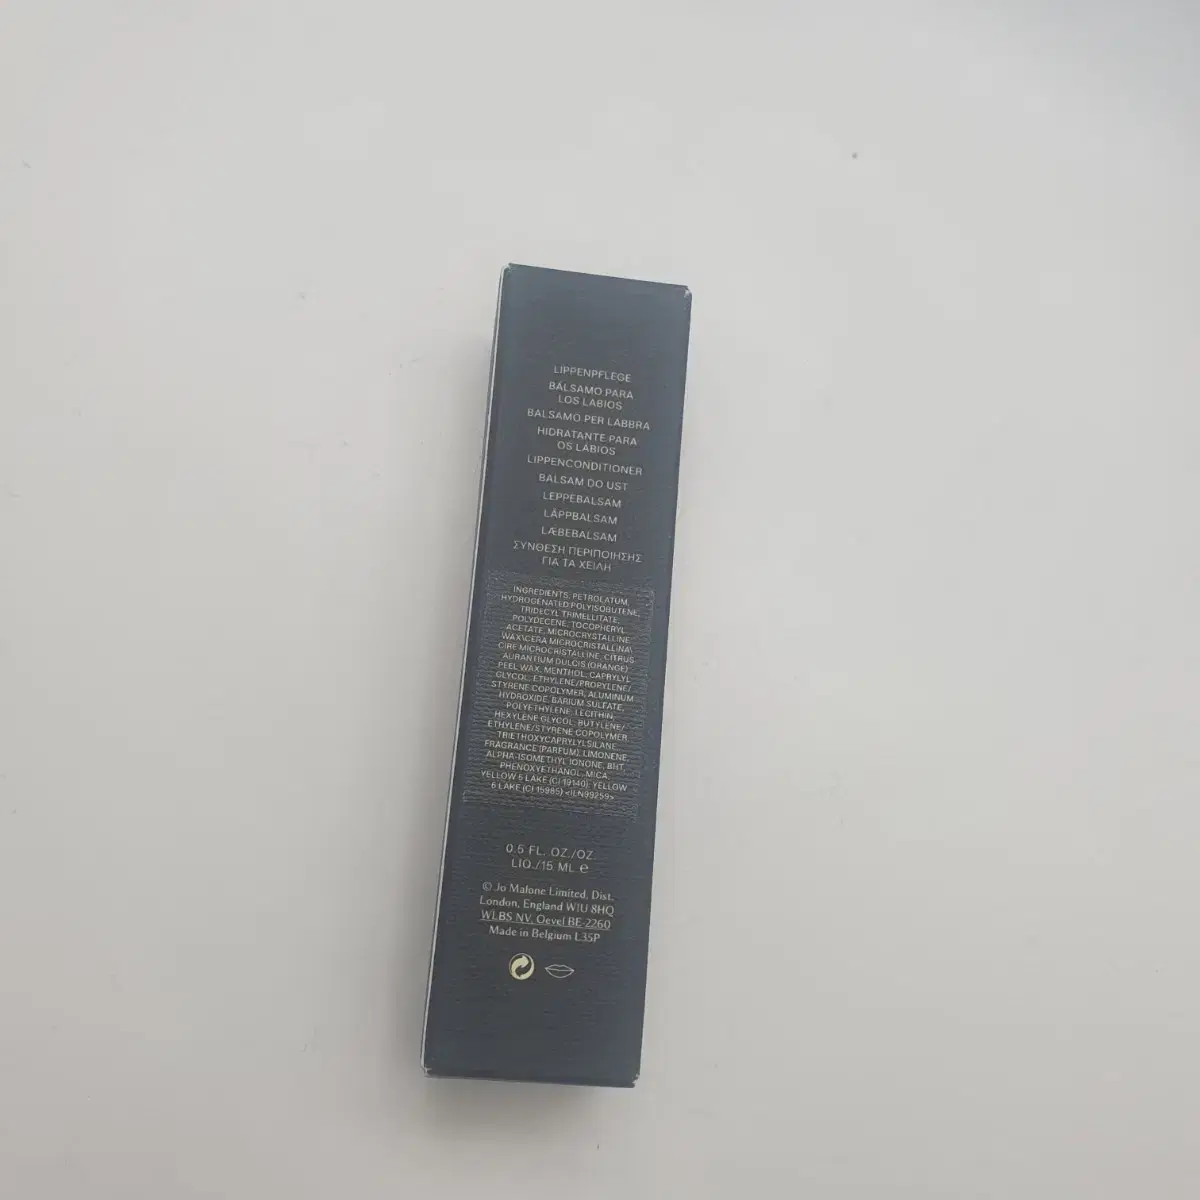 LIPPENPFLEGE
BÁLSAMO PARA
LOS LABIOS
BALSAMO PER LABBRA
HIDRATANTE PARA
OS LÁBIOS
LIPPENCONDITIONER
BALSAM DO UST
LEPPEBALSAM
LÄPPBALSAM
LÆBEBALSAM
ΣΥΝΘΕΣΗ ΠΕΡΙΠΟΙΗΣΗΣ
ΓΙΑ ΤΑ ΧΕΙΛΗ
INGREDIENTS: PETROLATUM,
HYDROGENATED POLYISOBUTENE,
TRIDECYL TRIMELLITATE,
POLYDECENE, TOCOPHERYL
ACETATE, MICROCRYSTALLINE
WAX\CERA MICROCRISTALLINA\
CIRE MICROCRISTALLINE, CITRUS
AURANTIUM DULCIS (ORANGE)
PEEL WAX, MENTHOL, CAPRYLYL
GLYCOL, ETHYLENE/PROPYLENE/
STYRENE COPOLYMER, ALUMINUM
HYDROXIDE, BARIUM SULFATE,
POLYETHYLENE, LECITHIN,
HEXYLENE GLYCOL, BUTYLENE/
ETHYLENE/STYRENE COPOLYMER,
TRIETHOXYCAPRYLYLSILANE,
FRAGRANCE (PARFUM), LIMONENE,
ALPHA-ISOMETHYL IONONE, BHT,
PHENOXYETHANOL, MICA,
YELLOW 5 LAKE (CI 19140), YELLOW
6 LAKE (CI 15985) <ILN99259>
0.5 FL. OZ./OZ
LIQ./15 ML ℮
© Jo Malone Limited, Dist.
London, England W1U 8HQ
WLBS NV, Oevel BE-2260
Made in Belgium L35P